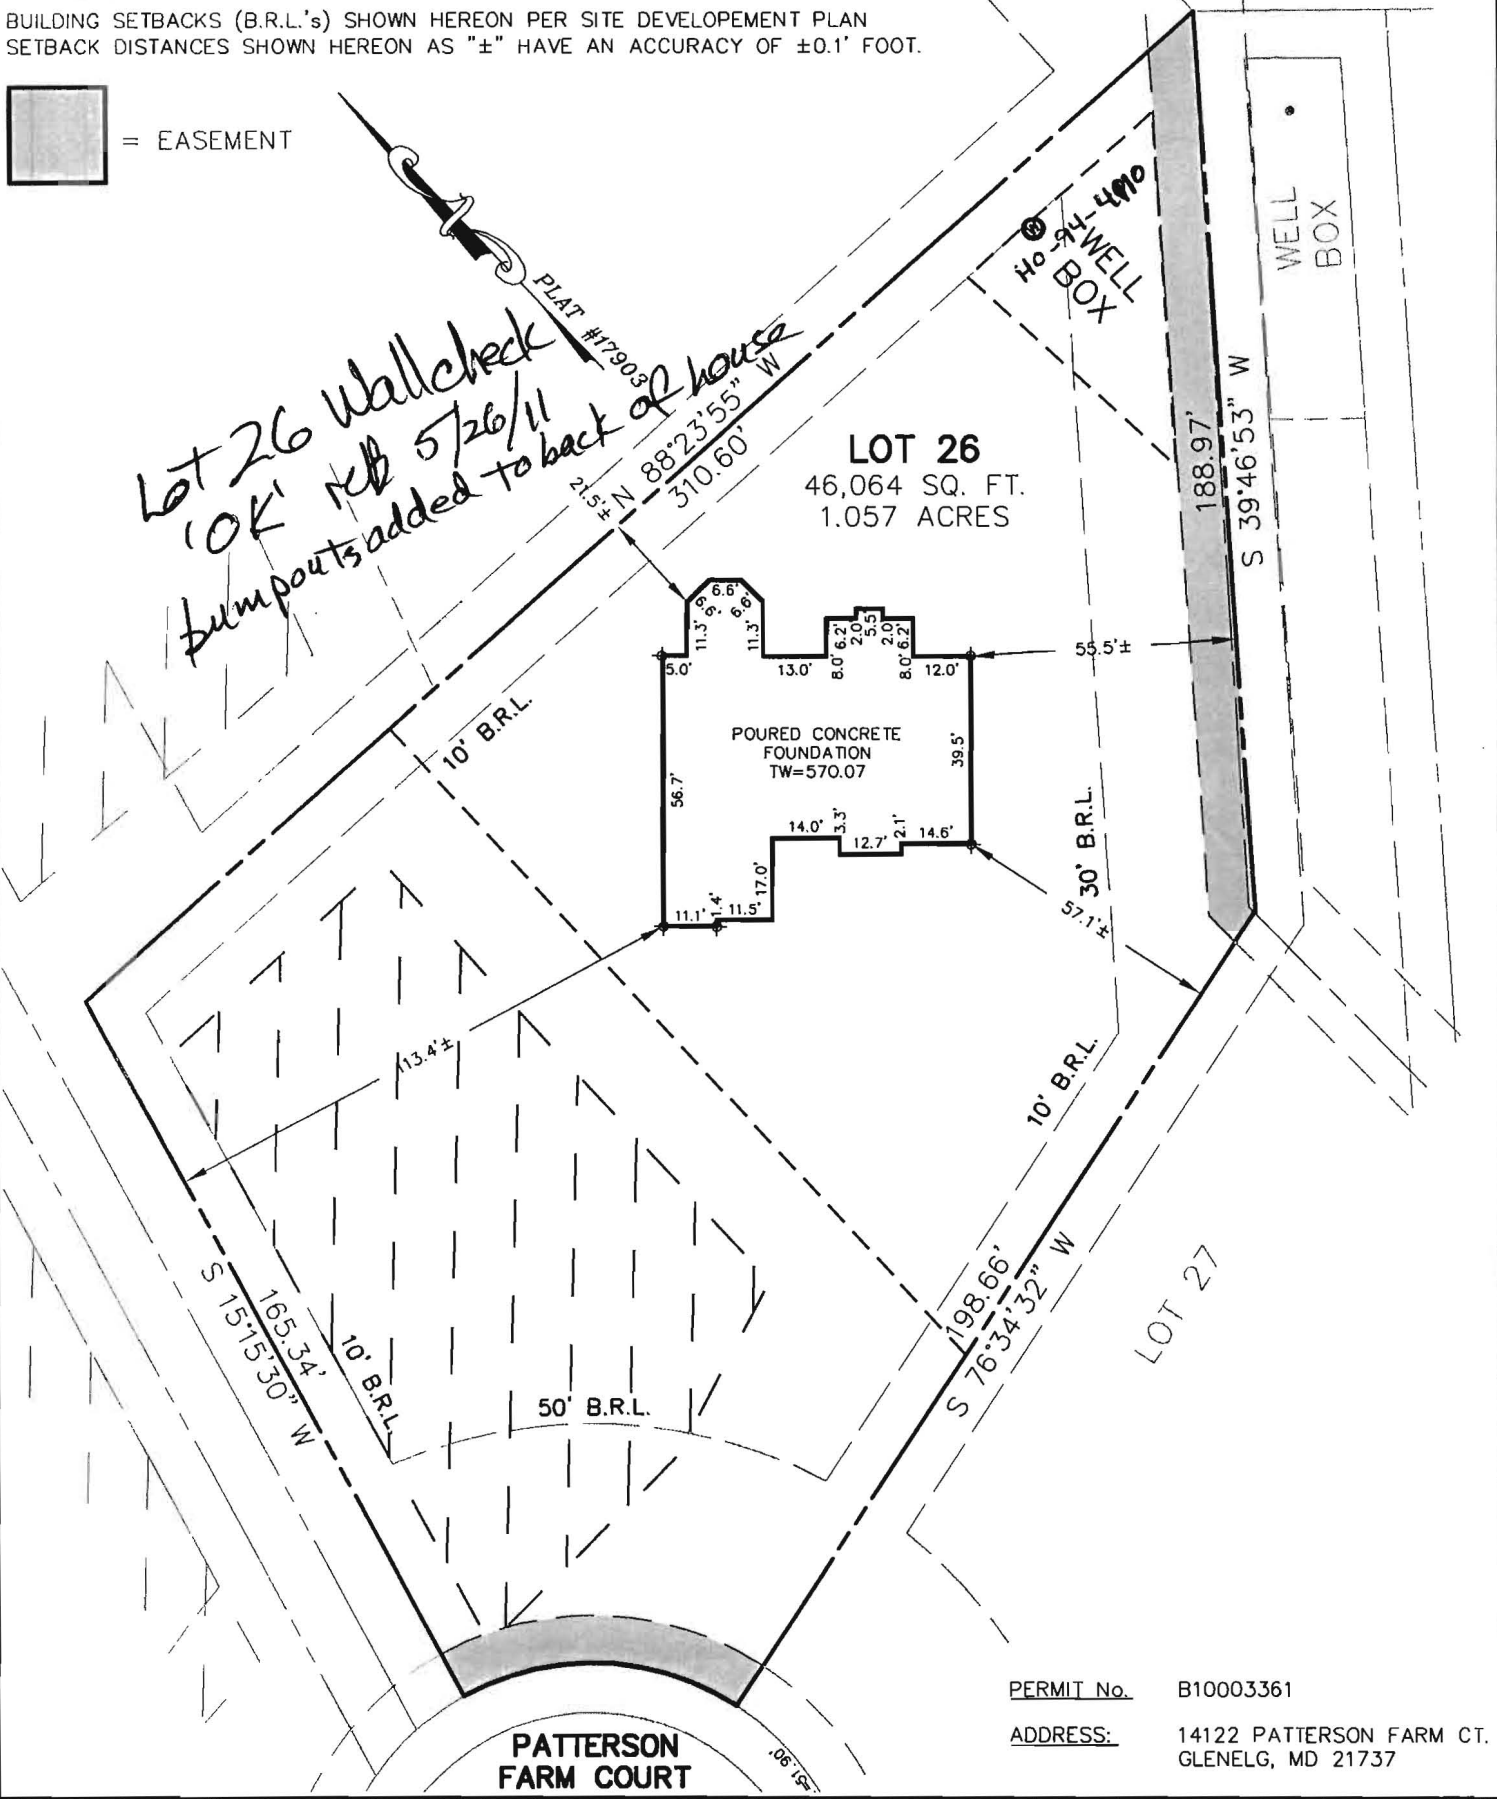 BUILDING SETBACKS (B.R.L.'s) SHOWN HEREON PER SITE DEVELOPEMENT PLAN
SETBACK DISTANCES SHOWN HEREON AS "±" HAVE AN ACCURACY OF ±0.1' FOOT.
= EASEMENT
PLAT #17903
Lot 26 Wallcheck
'OK' 5/26/11
bumpouts added to back of house
W
WELL
BOX
WELL
BOX
N 88°23'55" W
310.60'
21.5'±
LOT 26
46,064 SQ. FT.
1.057 ACRES
188.97'
S 39°46'53" W
6.6'
6.6'
6.6'
11.3'
11.3'
5.0'
13.0'
8.0'
6.2'
2.0'
5.5'
2.0'
6.2'
8.0'
12.0'
55.5'±
10' B.R.L.
POURED CONCRETE
FOUNDATION
TW=570.07
56.7'
39.5'
14.0'
3.3'
12.7'
2.1'
14.6'
17.0'
11.1'
1.4'
11.5'
30' B.R.L.
57.1'±
113.4'±
10' B.R.L.
S 15°15'30" W
165.34'
10' B.R.L.
50' B.R.L.
198.66'
S 76°34'32" W
LOT 27
PATTERSON
FARM COURT
=51.90'
PERMIT No. B10003361
ADDRESS: 14122 PATTERSON FARM CT.
GLENELG, MD 21737